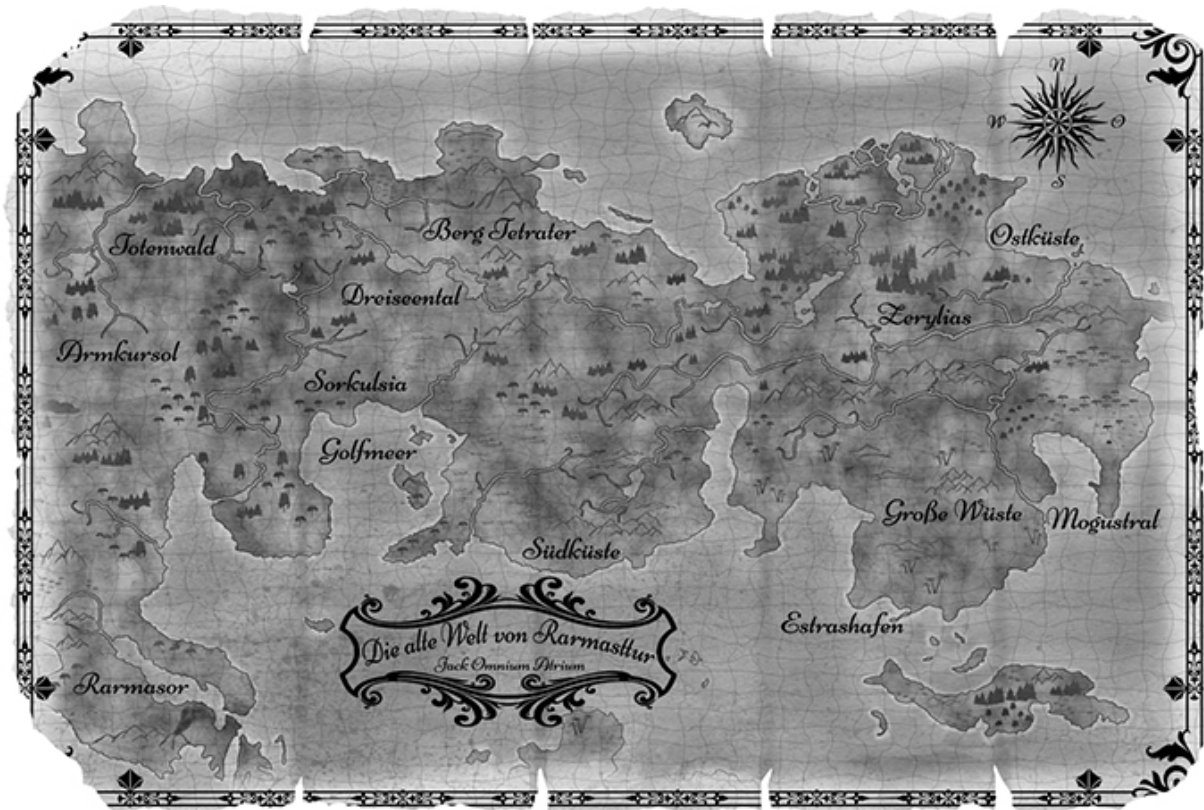 N
W
O
S
Totenwald
Berg Tetrater
Ostküste
Dreiseental
Zerylias
Armkursol
Sorkulsia
Golfmeer
Große Wüste
Mogustral
Südküste
Estrashafen
Die alte Welt von Rarmasttur
Jack Omnium Atrium
Rarmasor